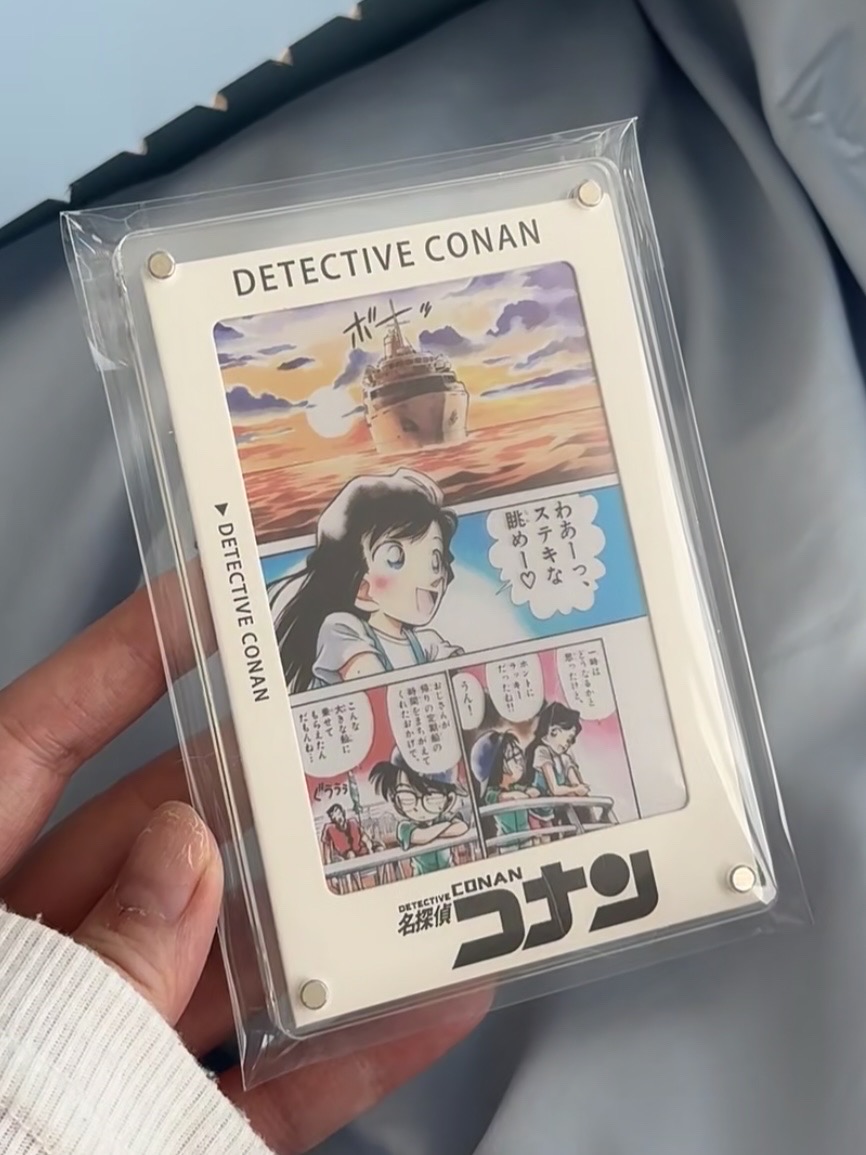 DETECTIVE CONAN
ボーッ
わあーっ、
ステキな
眺めー♡
一時は
どうなるかと
思ったけど、
ホントに
ラッキー
だったね!!
うん!
おじさんが
帰りの定期船の
時間をまちがえて
くれたおかげで、
こんな
大きな船に
乗せて
もらえたん
だもんね…
▶DETECTIVE CONAN
DETECTIVE CONAN
名探偵コナン